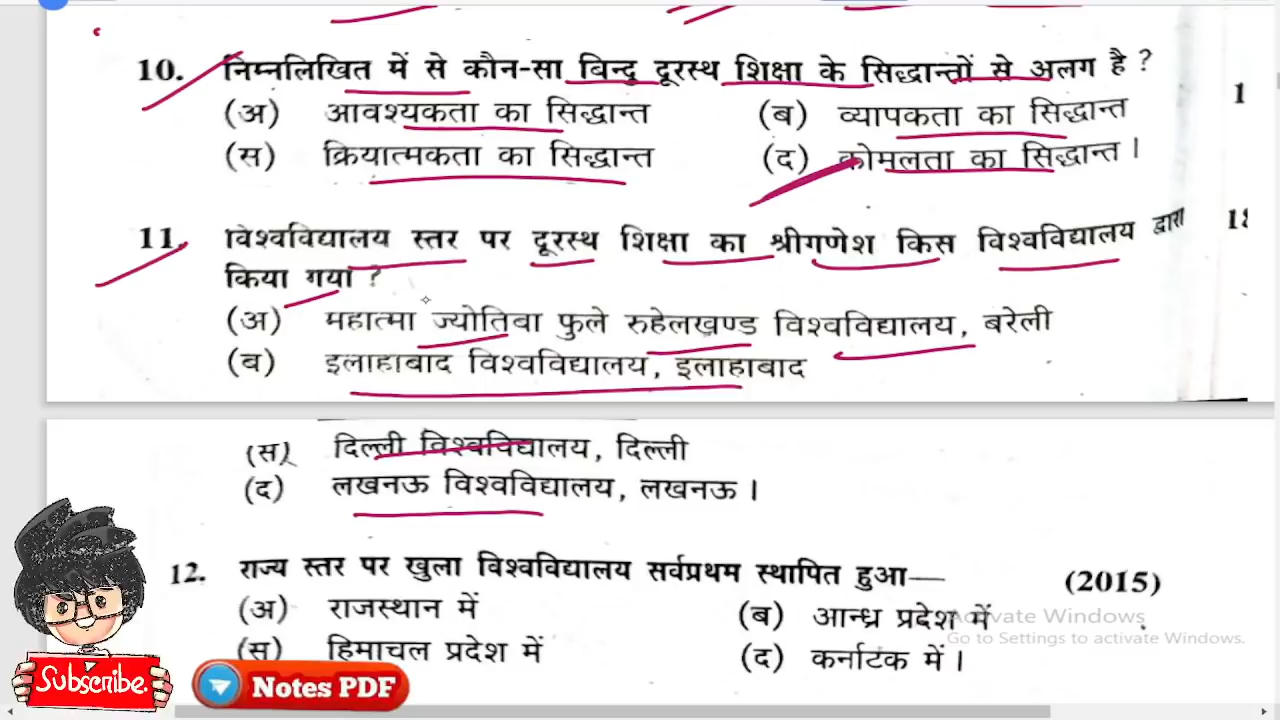 10. निम्नलिखित में से कौन-सा बिन्दु दूरस्थ शिक्षा के सिद्धान्तों से अलग है ?
(अ) आवश्यकता का सिद्धान्त (ब) व्यापकता का सिद्धान्त
(स) क्रियात्मकता का सिद्धान्त (द) कोमलता का सिद्धान्त ।
11. विश्वविद्यालय स्तर पर दूरस्थ शिक्षा का श्रीगणेश किस विश्वविद्यालय द्वारा
किया गया ?
(अ) महात्मा ज्योतिबा फुले रुहेलखण्ड विश्वविद्यालय, बरेली
(ब) इलाहाबाद विश्वविद्यालय, इलाहाबाद
(स) दिल्ली विश्वविद्यालय, दिल्ली
(द) लखनऊ विश्वविद्यालय, लखनऊ ।
12. राज्य स्तर पर खुला विश्वविद्यालय सर्वप्रथम स्थापित हुआ— (2015)
(अ) राजस्थान में (ब) आन्ध्र प्रदेश में
(स) हिमाचल प्रदेश में (द) कर्नाटक में ।
Activate Windows
Go to Settings to activate Windows.
Subscribe.
Notes PDF